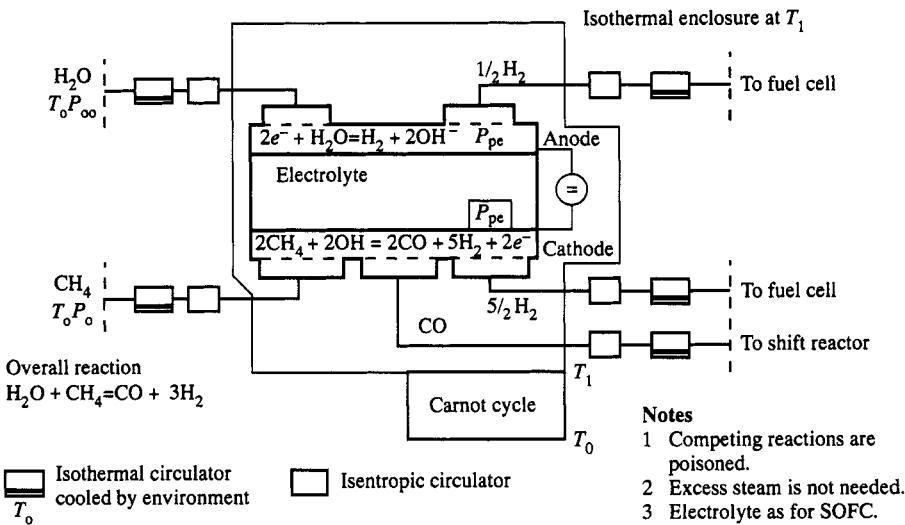 Isothermal enclosure at T₁
H₂O
TₒPₒₒ
1/2 H₂
To fuel cell
2e⁻ + H₂O=H₂ + 2OH⁻
Pₚₑ
Anode
Electrolyte
=
Pₚₑ
2CH₄ + 2OH = 2CO + 5H₂ + 2e⁻
Cathode
CH₄
TₒPₒ
5/2 H₂
To fuel cell
CO
To shift reactor
Overall reaction
H₂O + CH₄=CO + 3H₂
T₁
Carnot cycle
T₀
Notes
1 Competing reactions are
poisoned.
2 Excess steam is not needed.
3 Electrolyte as for SOFC.
Isothermal circulator
cooled by environment
Tₒ
Isentropic circulator